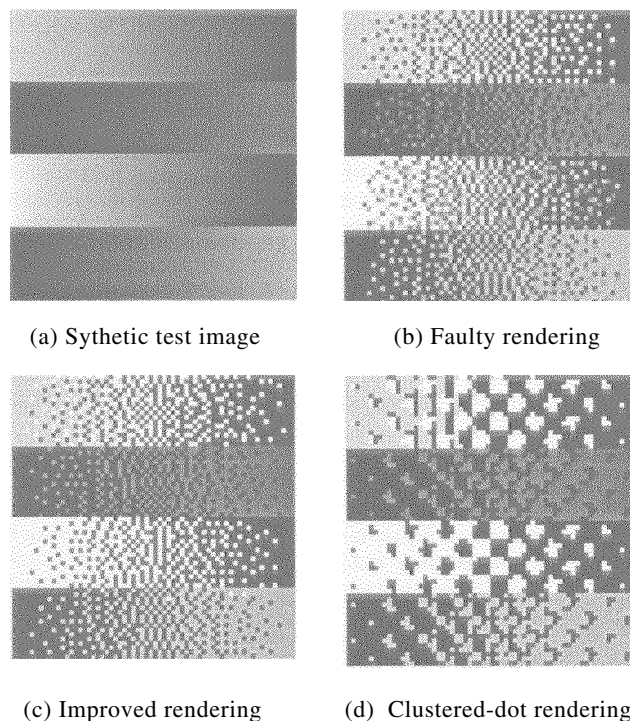 (a) Sythetic test image
(b) Faulty rendering
(c) Improved rendering
(d) Clustered-dot rendering